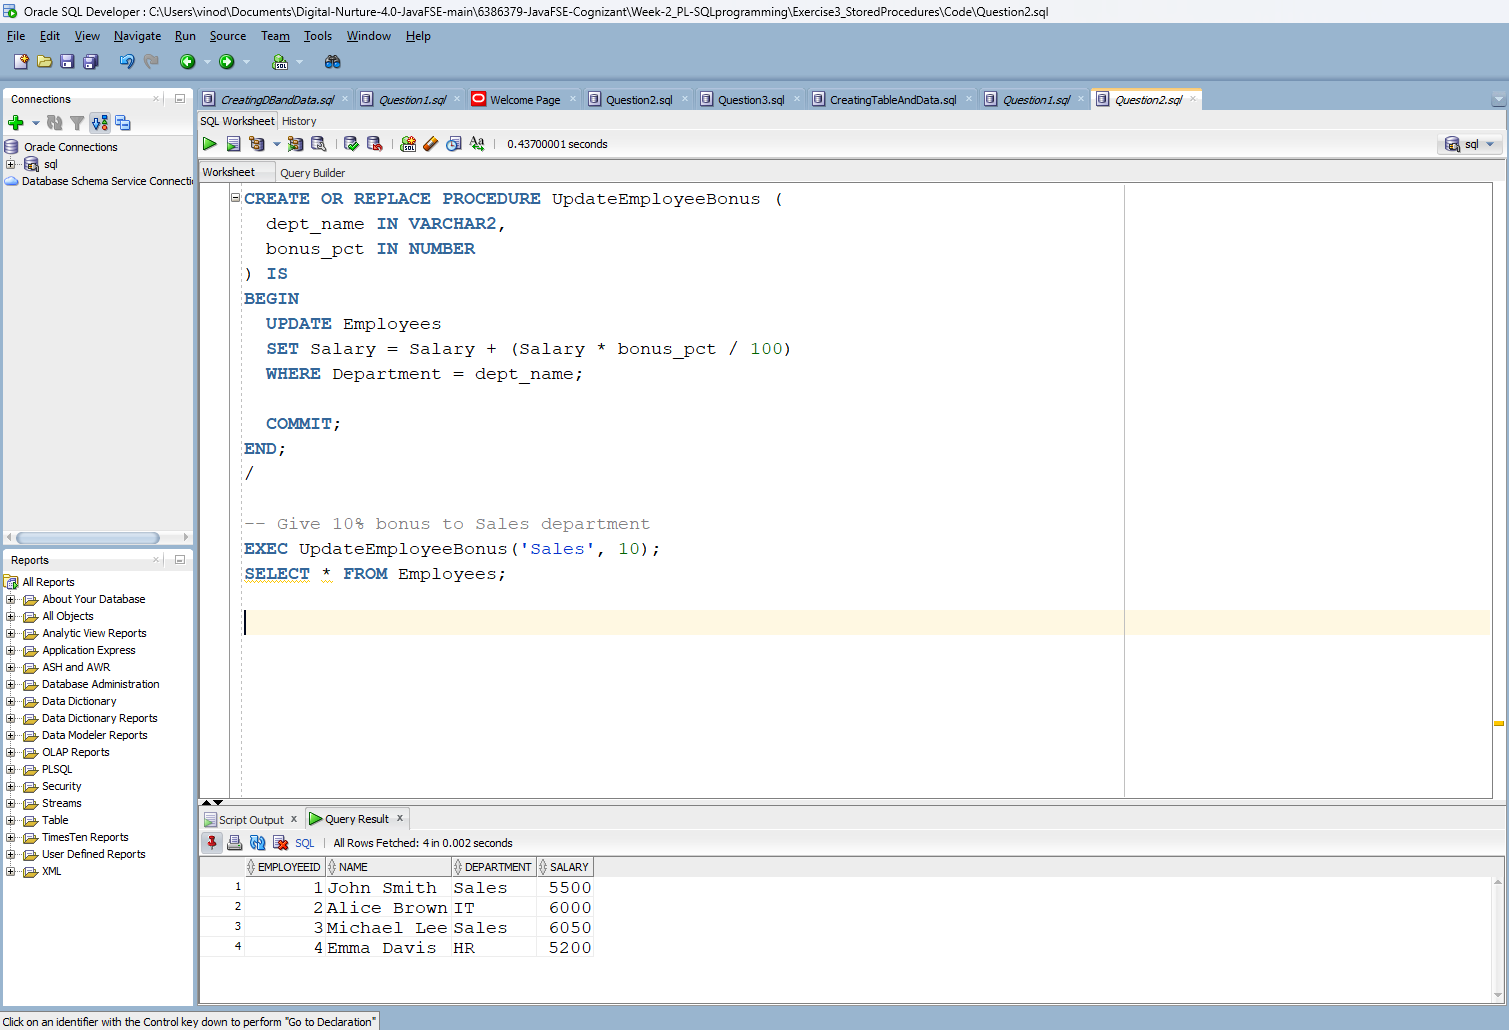 Oracle SQL Developer : C:\Users\vinod\Documents\Digital-Nurture-4.0-JavaFSE-main\6386379-JavaFSE-Cognizant\Week-2_PL-SQLprogramming\Exercise3_StoredProcedures\Code\Question2.sql
File Edit View Navigate Run Source Team Tools Window Help
Connections
Oracle Connections
sql
Database Schema Service Connecti
Reports
All Reports
About Your Database
All Objects
Analytic View Reports
Application Express
ASH and AWR
Database Administration
Data Dictionary
Data Dictionary Reports
Data Modeler Reports
OLAP Reports
PLSQL
Security
Streams
Table
TimesTen Reports
User Defined Reports
XML
CreatingDBandData.sql Question1.sql Welcome Page Question2.sql Question3.sql CreatingTableAndData.sql Question1.sql Question2.sql
SQL Worksheet History
0.43700001 seconds
sql
Worksheet Query Builder
CREATE OR REPLACE PROCEDURE UpdateEmployeeBonus (
dept_name IN VARCHAR2,
bonus_pct IN NUMBER
) IS
BEGIN
UPDATE Employees
SET Salary = Salary + (Salary * bonus_pct / 100)
WHERE Department = dept_name;
COMMIT;
END;
/
-- Give 10% bonus to Sales department
EXEC UpdateEmployeeBonus('Sales', 10);
SELECT * FROM Employees;
Script Output x Query Result x
SQL | All Rows Fetched: 4 in 0.002 seconds
EMPLOYEEID NAME DEPARTMENT SALARY
1 1 John Smith Sales 5500
2 2 Alice Brown IT 6000
3 3 Michael Lee Sales 6050
4 4 Emma Davis HR 5200
Click on an identifier with the Control key down to perform "Go to Declaration"